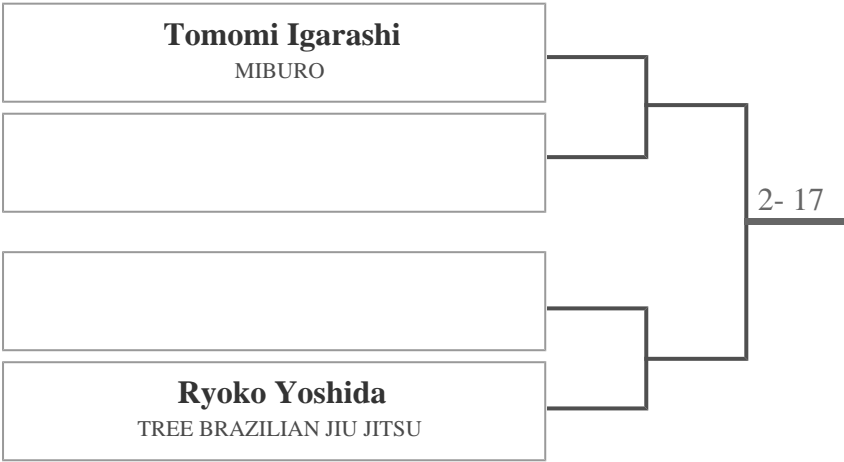 Tomomi Igarashi
MIBURO
2- 17
Ryoko Yoshida
TREE BRAZILIAN JIU JITSU